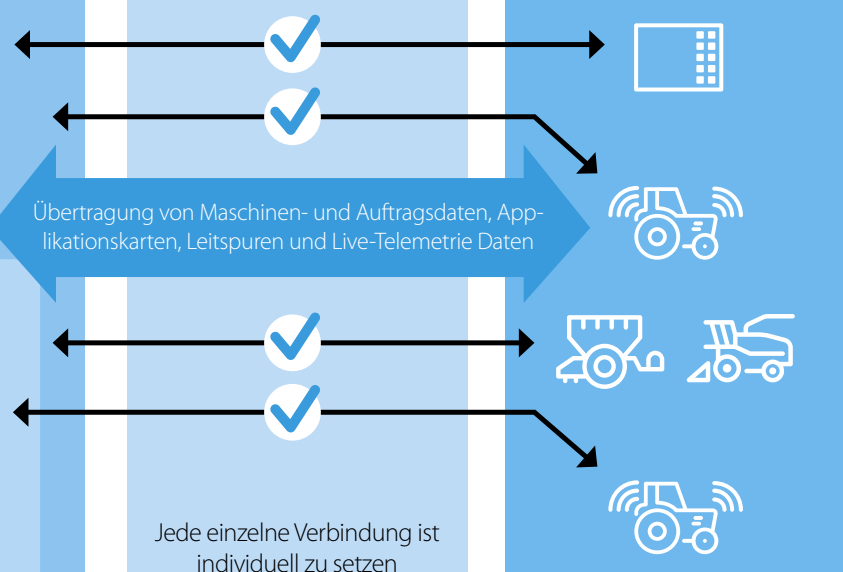 Übertragung von Maschinen- und Auftragsdaten, App-
likationskarten, Leitspuren und Live-Telemetrie Daten
Jede einzelne Verbindung ist
individuell zu setzen